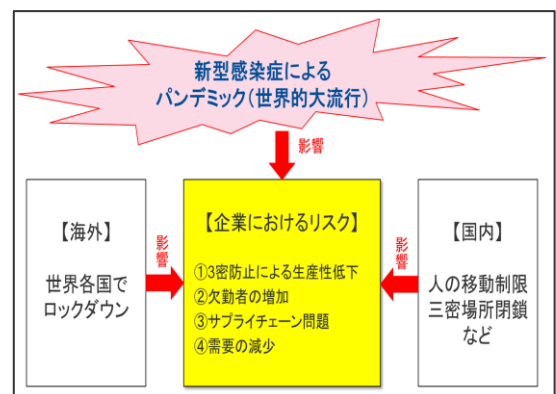 新型感染症による
パンデミック(世界的大流行)
影響
【海外】
世界各国で
ロックダウン
影響
【企業におけるリスク】
①3密防止による生産性低下
②欠勤者の増加
③サプライチェーン問題
④需要の減少
影響
【国内】
人の移動制限
三密場所閉鎖
など